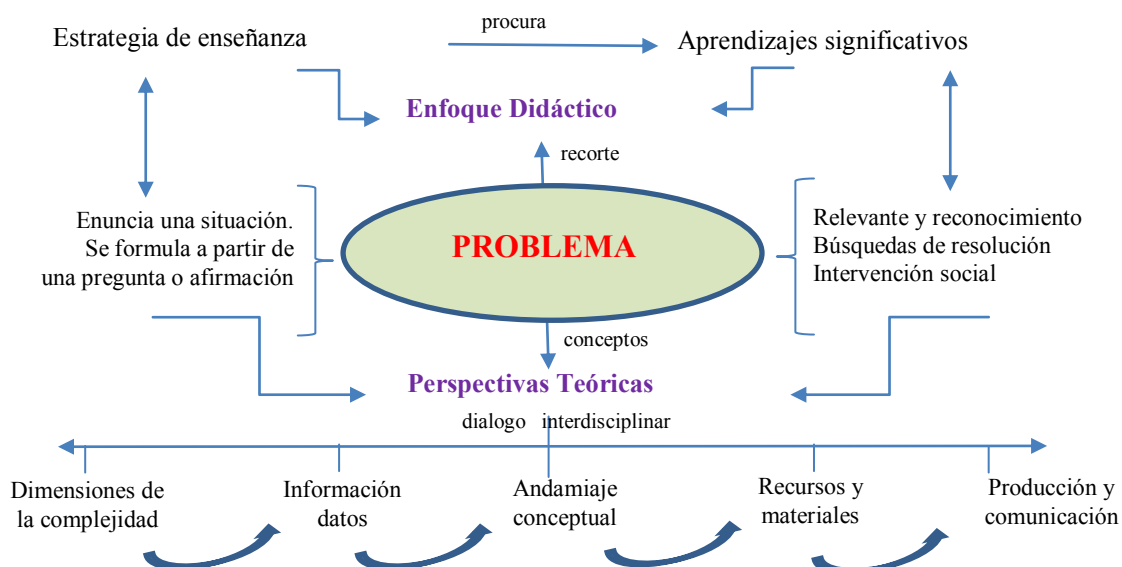 procura
Estrategia de enseñanza
Aprendizajes significativos
Enfoque Didáctico
recorte
Enuncia una situación.
Se formula a partir de
una pregunta o afirmación
PROBLEMA
Relevante y reconocimiento
Búsquedas de resolución
Intervención social
conceptos
Perspectivas Teóricas
dialogo interdisciplinar
Dimensiones de
la complejidad
Información
datos
Andamiaje
conceptual
Recursos y
materiales
Producción y
comunicación